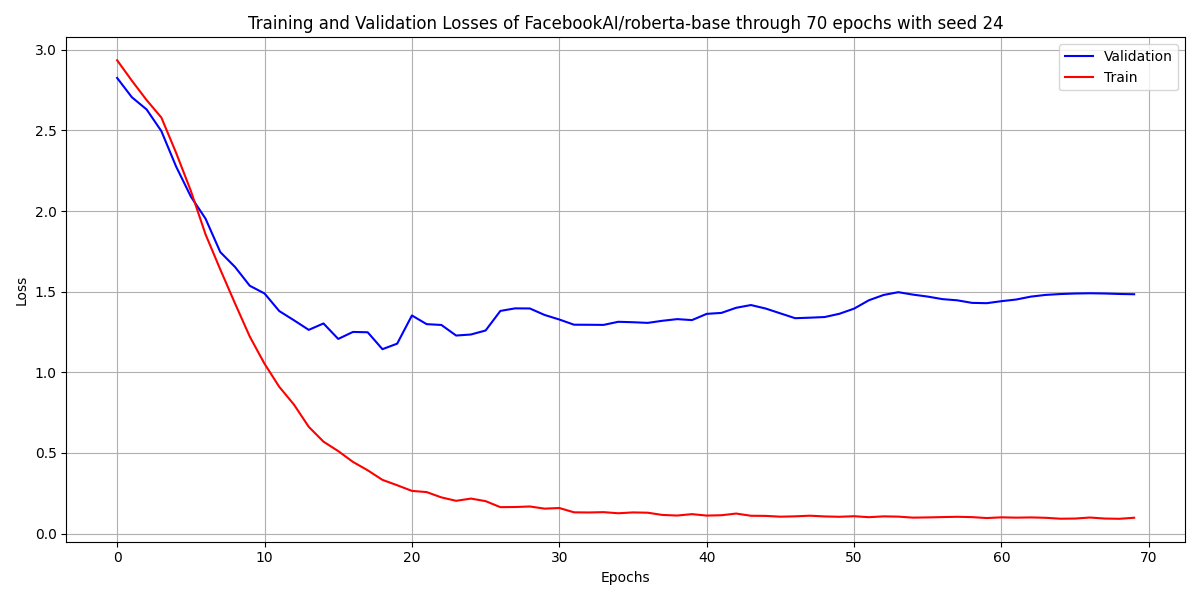 Training and Validation Losses of FacebookAI/roberta-base through 70 epochs with seed 24
Validation
Train
3.0
2.5
2.0
1.5
1.0
0.5
0.0
Loss
0 10 20 30 40 50 60 70
Epochs